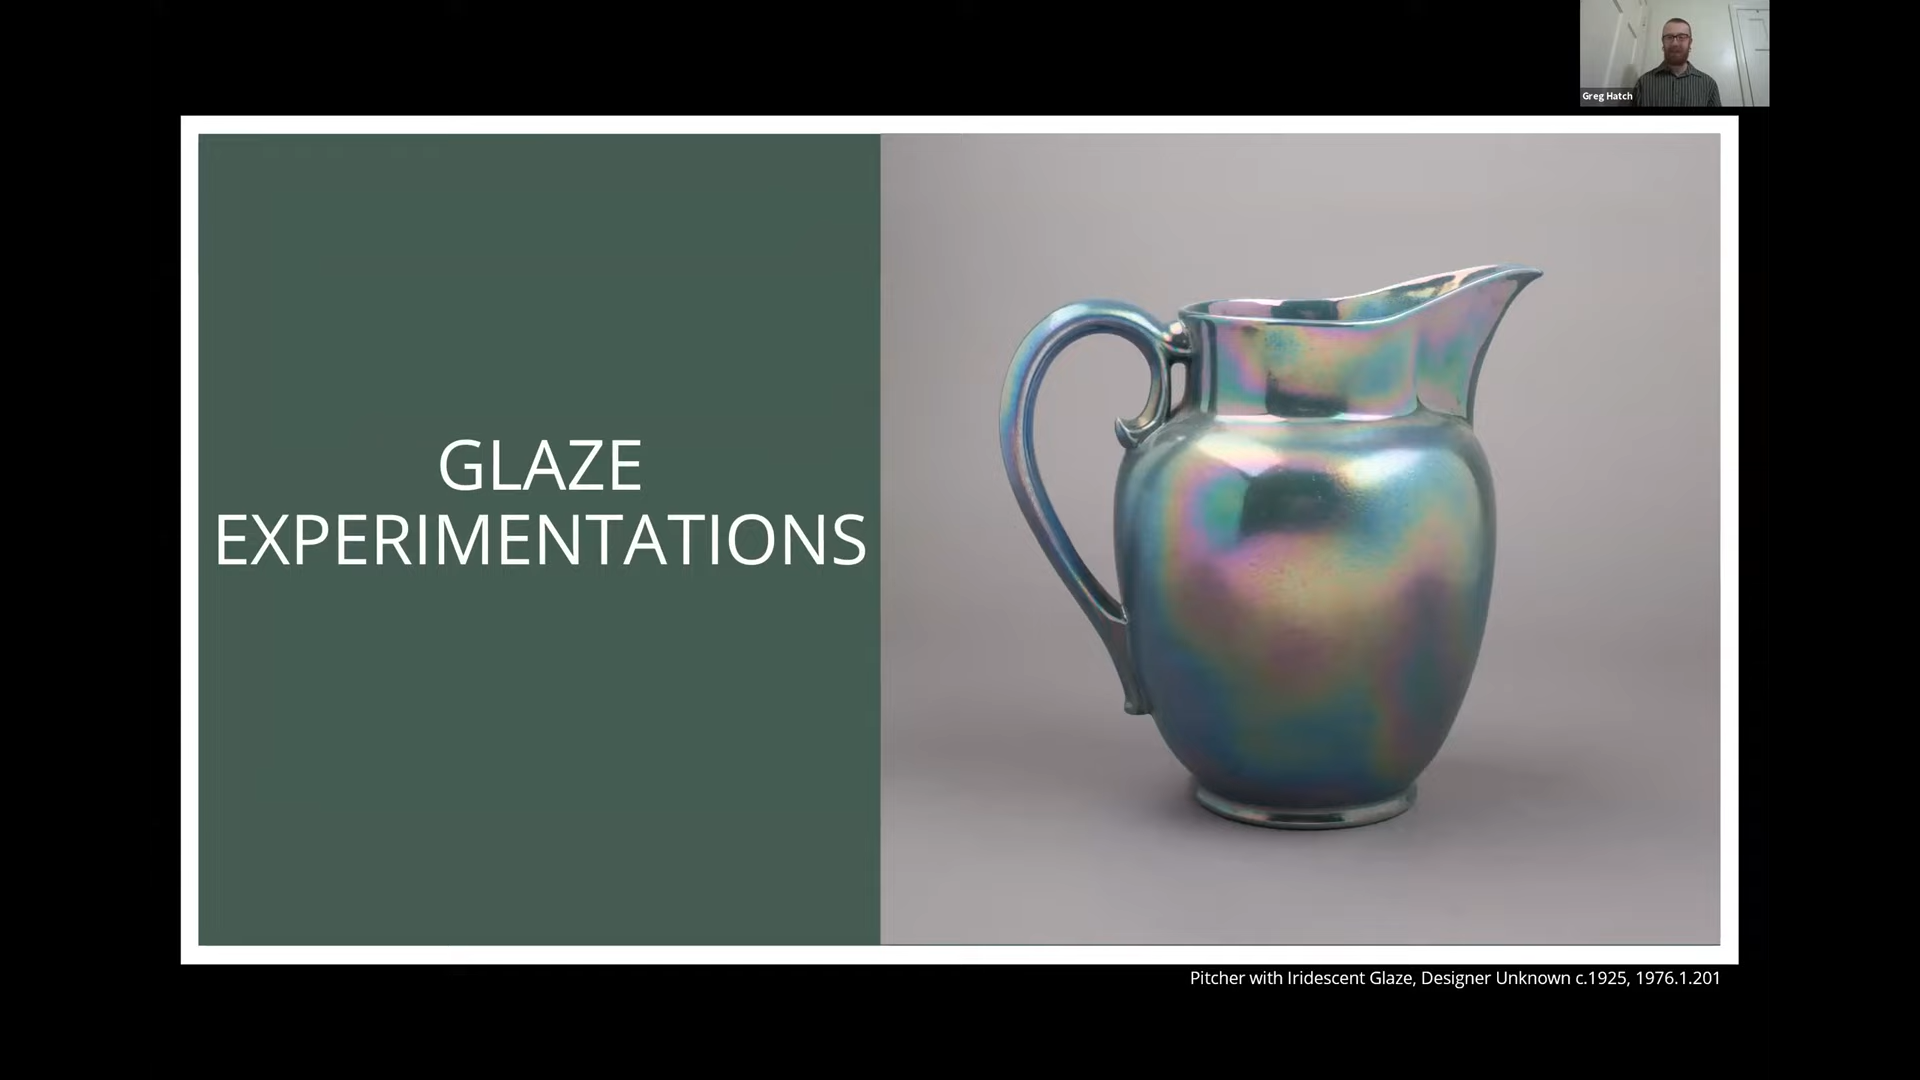 Greg Hatch
GLAZE
EXPERIMENTATIONS
Pitcher with Iridescent Glaze, Designer Unknown c.1925, 1976.1.201